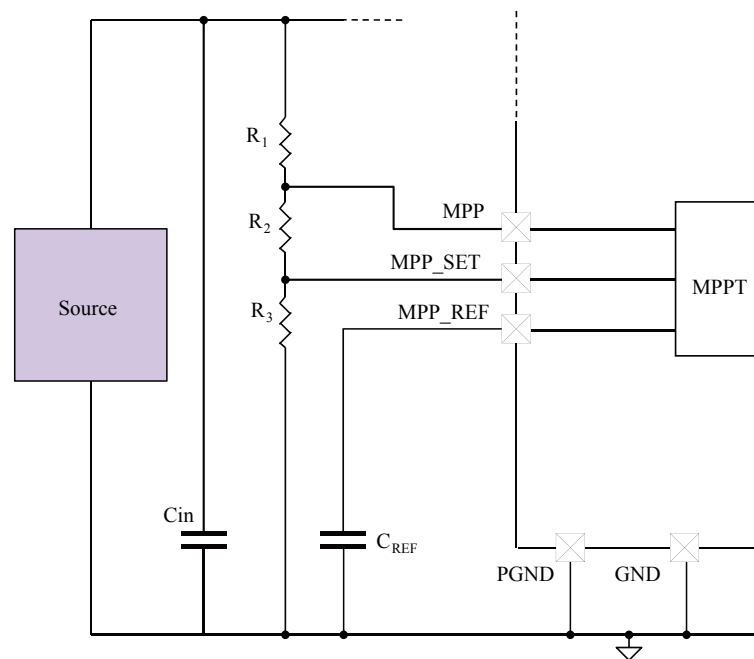 R1
MPP
R2
MPP_SET
MPPT
Source
R3
MPP_REF
Cin
CREF
PGND
GND